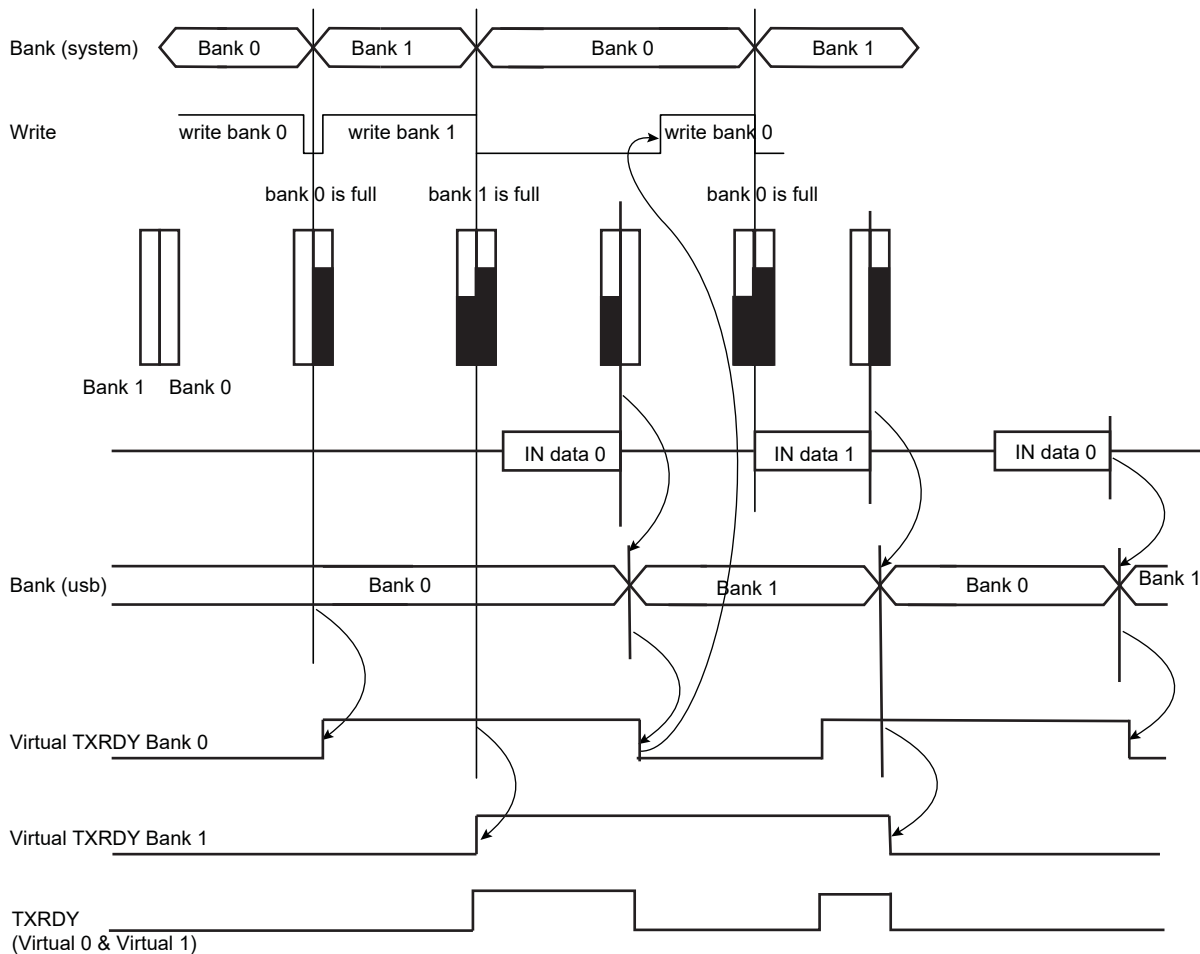 Bank (system)
Bank 0
Bank 1
Bank 0
Bank 1
Write
write bank 0
write bank 1
write bank 0
bank 0 is full
bank 1 is full
bank 0 is full
Bank 1
Bank 0
IN data 0
IN data 1
IN data 0
Bank (usb)
Bank 0
Bank 1
Bank 0
Bank 1
Virtual TXRDY Bank 0
Virtual TXRDY Bank 1
TXRDY
(Virtual 0 & Virtual 1)